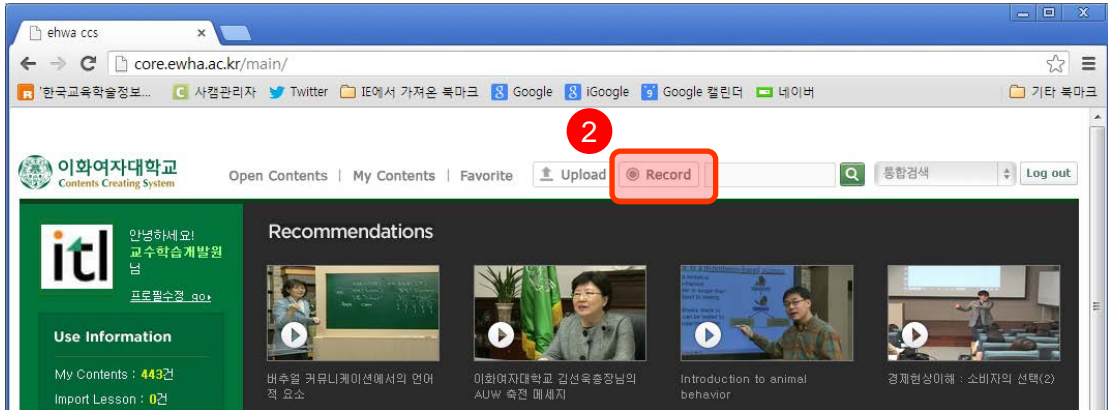 ehwa ccs
core.ewha.ac.kr/main/
'한국교육학술정보... 사캠관리자 Twitter IE에서 가져온 북마크 Google iGoogle Google 캘린더 네이버 기타 북마크
2
이화여자대학교
Contents Creating System
Open Contents | My Contents | Favorite Upload Record 통합검색 Log out
itl
안녕하세요!
교수학습개발원
님
프로필수정 go
Recommendations
Use Information
My Contents : 443건
Import Lesson : 0건
버추얼 커뮤니케이션에서의 언어
적 요소
이화여자대학교 김선욱총장님의
AUW 축전 메세지
Introduction to animal
behavior
경제현상이해 : 소비자의 선택(2)